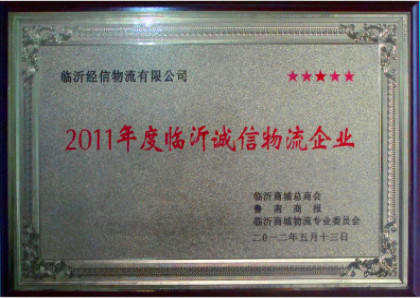 临沂经信物流有限公司 ★★★★★
2011年度临沂诚信物流企业
临沂商城总商会
鲁南商报
临沂商城物流专业委员会
二〇一二年五月十三日